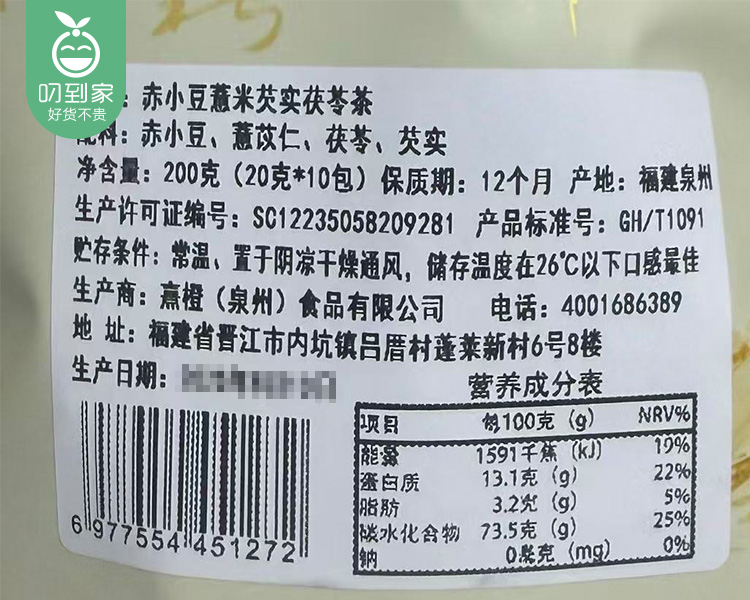 叨到家
好货不贵
：赤小豆薏米芡实茯苓茶
配料：赤小豆、薏苡仁、茯苓、芡实
净含量：200克（20克*10包）保质期：12个月 产地：福建泉州
生产许可证编号：SC12235058209281 产品标准号：GH/T1091
贮存条件：常温、置于阴凉干燥通风，储存温度在26℃以下口感最佳
生产商：熹橙（泉州）食品有限公司 电话：4001686389
地 址：福建省晋江市内坑镇吕厝村蓬莱新村6号8楼
生产日期：
营养成分表
项目 每100克（g） NRV%
能量 1591千焦（kJ） 19%
蛋白质 13.1克（g） 22%
脂肪 3.2克（g） 5%
碳水化合物 73.5克（g） 25%
钠 0毫克（mg） 0%
6 977554 451272